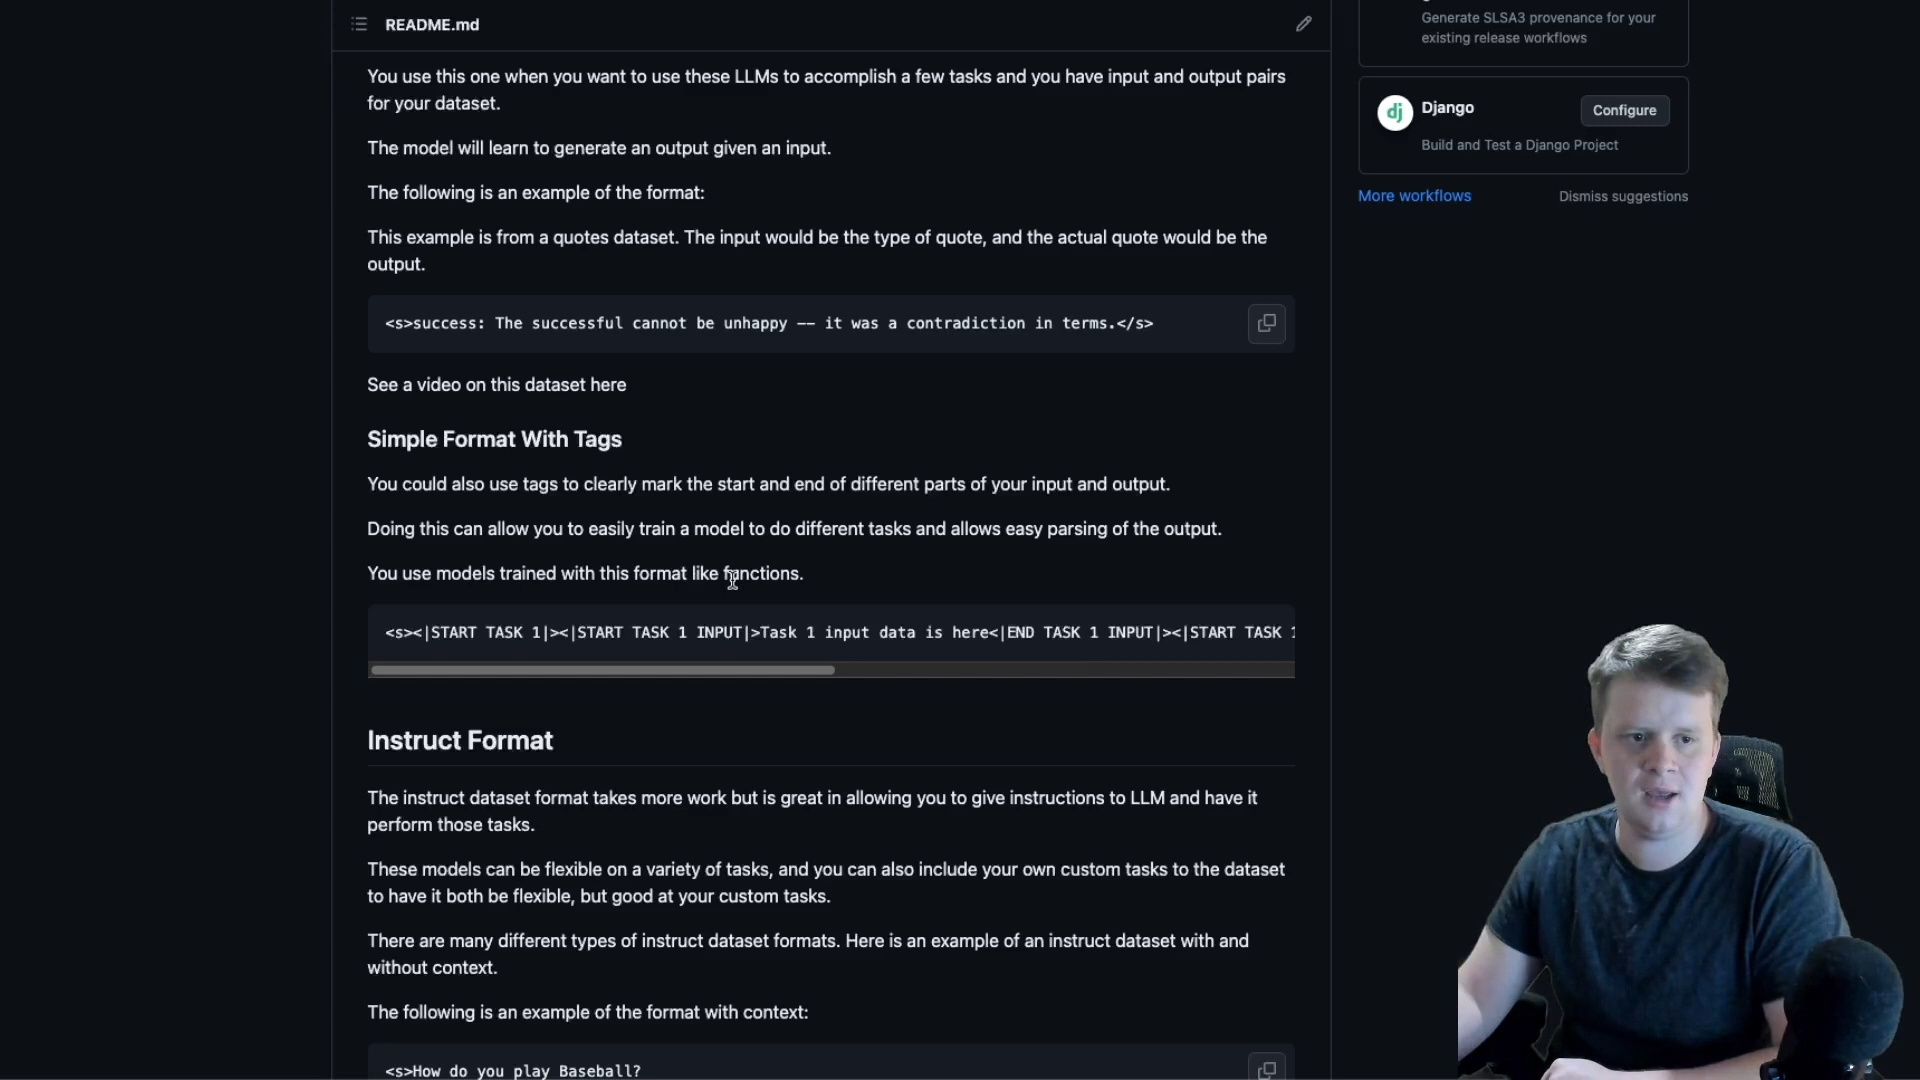 README.md
You use this one when you want to use these LLMs to accomplish a few tasks and you have input and output pairs
for your dataset.
The model will learn to generate an output given an input.
The following is an example of the format:
This example is from a quotes dataset. The input would be the type of quote, and the actual quote would be the
output.
<s>success: The successful cannot be unhappy –– it was a contradiction in terms.</s>
See a video on this dataset here
Simple Format With Tags
You could also use tags to clearly mark the start and end of different parts of your input and output.
Doing this can allow you to easily train a model to do different tasks and allows easy parsing of the output.
You use models trained with this format like functions.
<s><|START TASK 1|><|START TASK 1 INPUT|>Task 1 input data is here<|END TASK 1 INPUT|><|START TASK 1
Instruct Format
The instruct dataset format takes more work but is great in allowing you to give instructions to LLM and have it
perform those tasks.
These models can be flexible on a variety of tasks, and you can also include your own custom tasks to the dataset
to have it both be flexible, but good at your custom tasks.
There are many different types of instruct dataset formats. Here is an example of an instruct dataset with and
without context.
The following is an example of the format with context:
<s>How do you play Baseball?
Generate SLSA3 provenance for your
existing release workflows
dj
Django
Configure
Build and Test a Django Project
More workflows
Dismiss suggestions